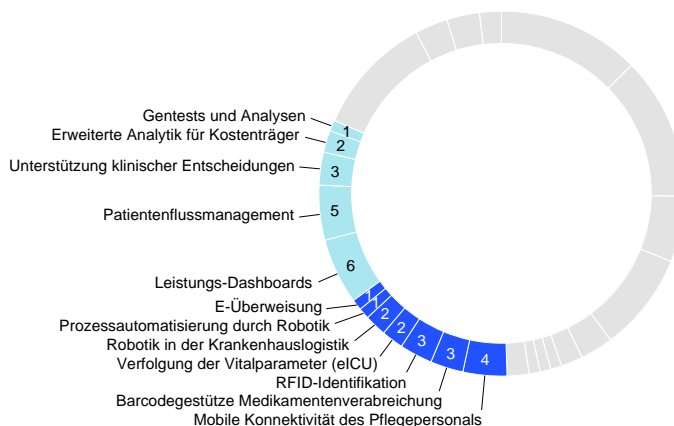 Gentests und Analysen
1
Erweiterte Analytik für Kostenträger
2
Unterstützung klinischer Entscheidungen
3
Patientenflussmanagement
5
Leistungs-Dashboards
6
E-Überweisung
1
Prozessautomatisierung durch Robotik
1
Robotik in der Krankenhauslogistik
2
Verfolgung der Vitalparameter (eICU)
2
RFID-Identifikation
3
Barcodegestütze Medikamentenverabreichung
3
Mobile Konnektivität des Pflegepersonals
4